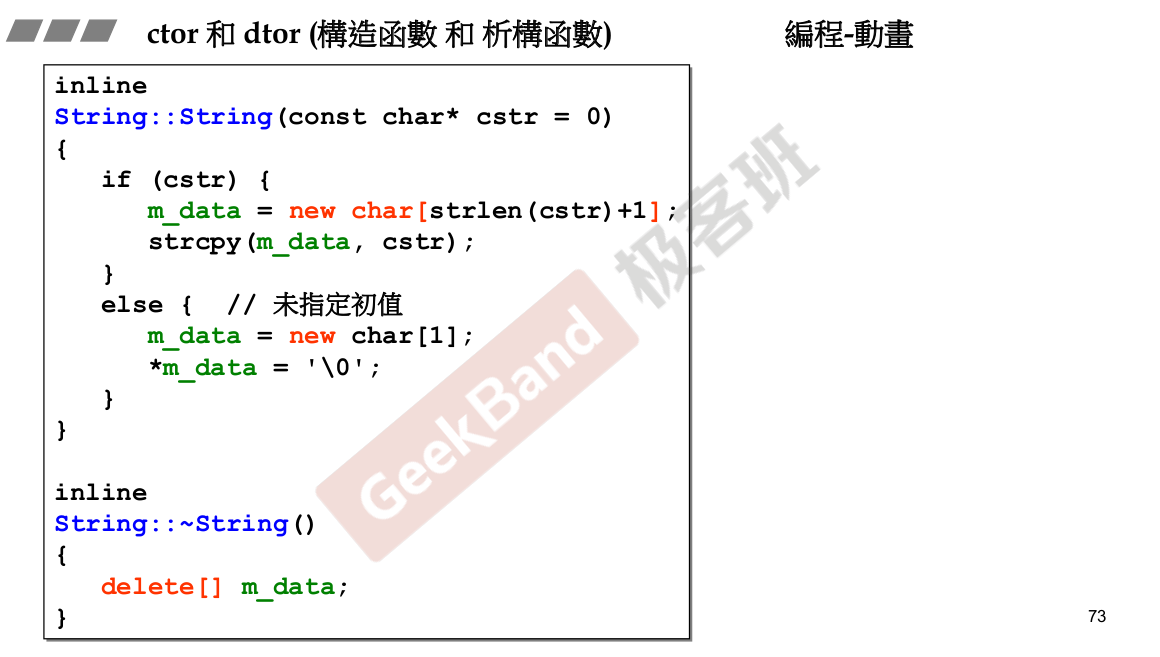 ctor 和 dtor (構造函數 和 析構函數)
編程-動畫
inline
String::String(const char* cstr = 0)
{
   if (cstr) {
      m_data = new char[strlen(cstr)+1];
      strcpy(m_data, cstr);
   }
   else {  // 未指定初值
      m_data = new char[1];
      *m_data = '\0';
   }
}

inline
String::~String()
{
   delete[] m_data;
}
GeekBand 极客班
73